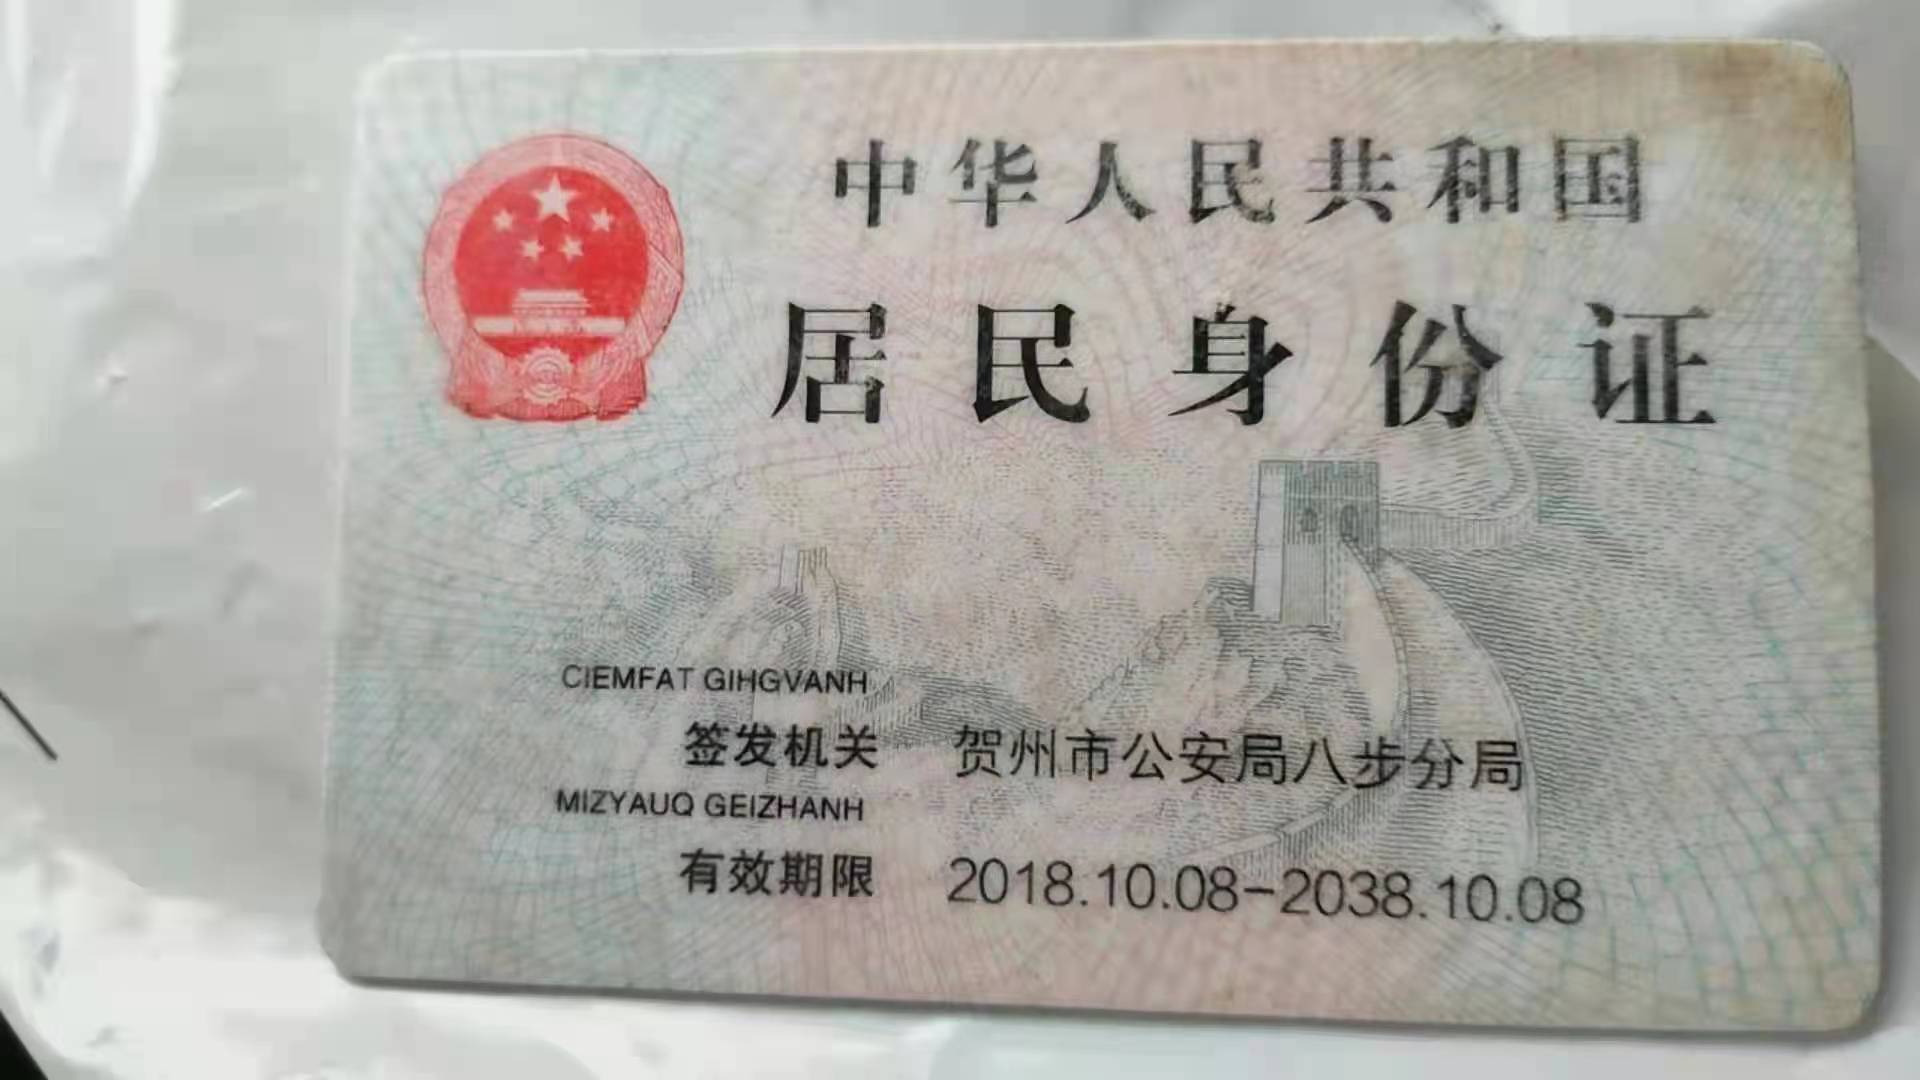 中华人民共和国
居民身份证
CIEMFAT GIHGVANH
签发机关 贺州市公安局八步分局
MIZYAUQ GEIZHANH
有效期限 2018.10.08-2038.10.08